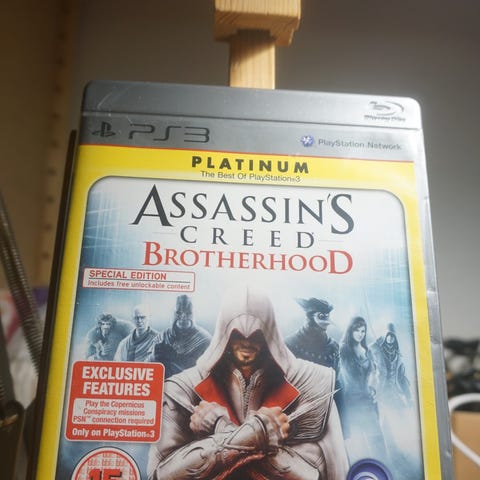 Blu-ray Disc
PS3
PlayStation Network
PLATINUM
The Best Of PlayStation®3
ASSASSIN'S
CREED
BROTHERHOOD
SPECIAL EDITION
Includes free unlockable content
EXCLUSIVE
FEATURES
Play the Copernicus
Conspiracy missions
PSN™ connection required
Only on PlayStation®3
15